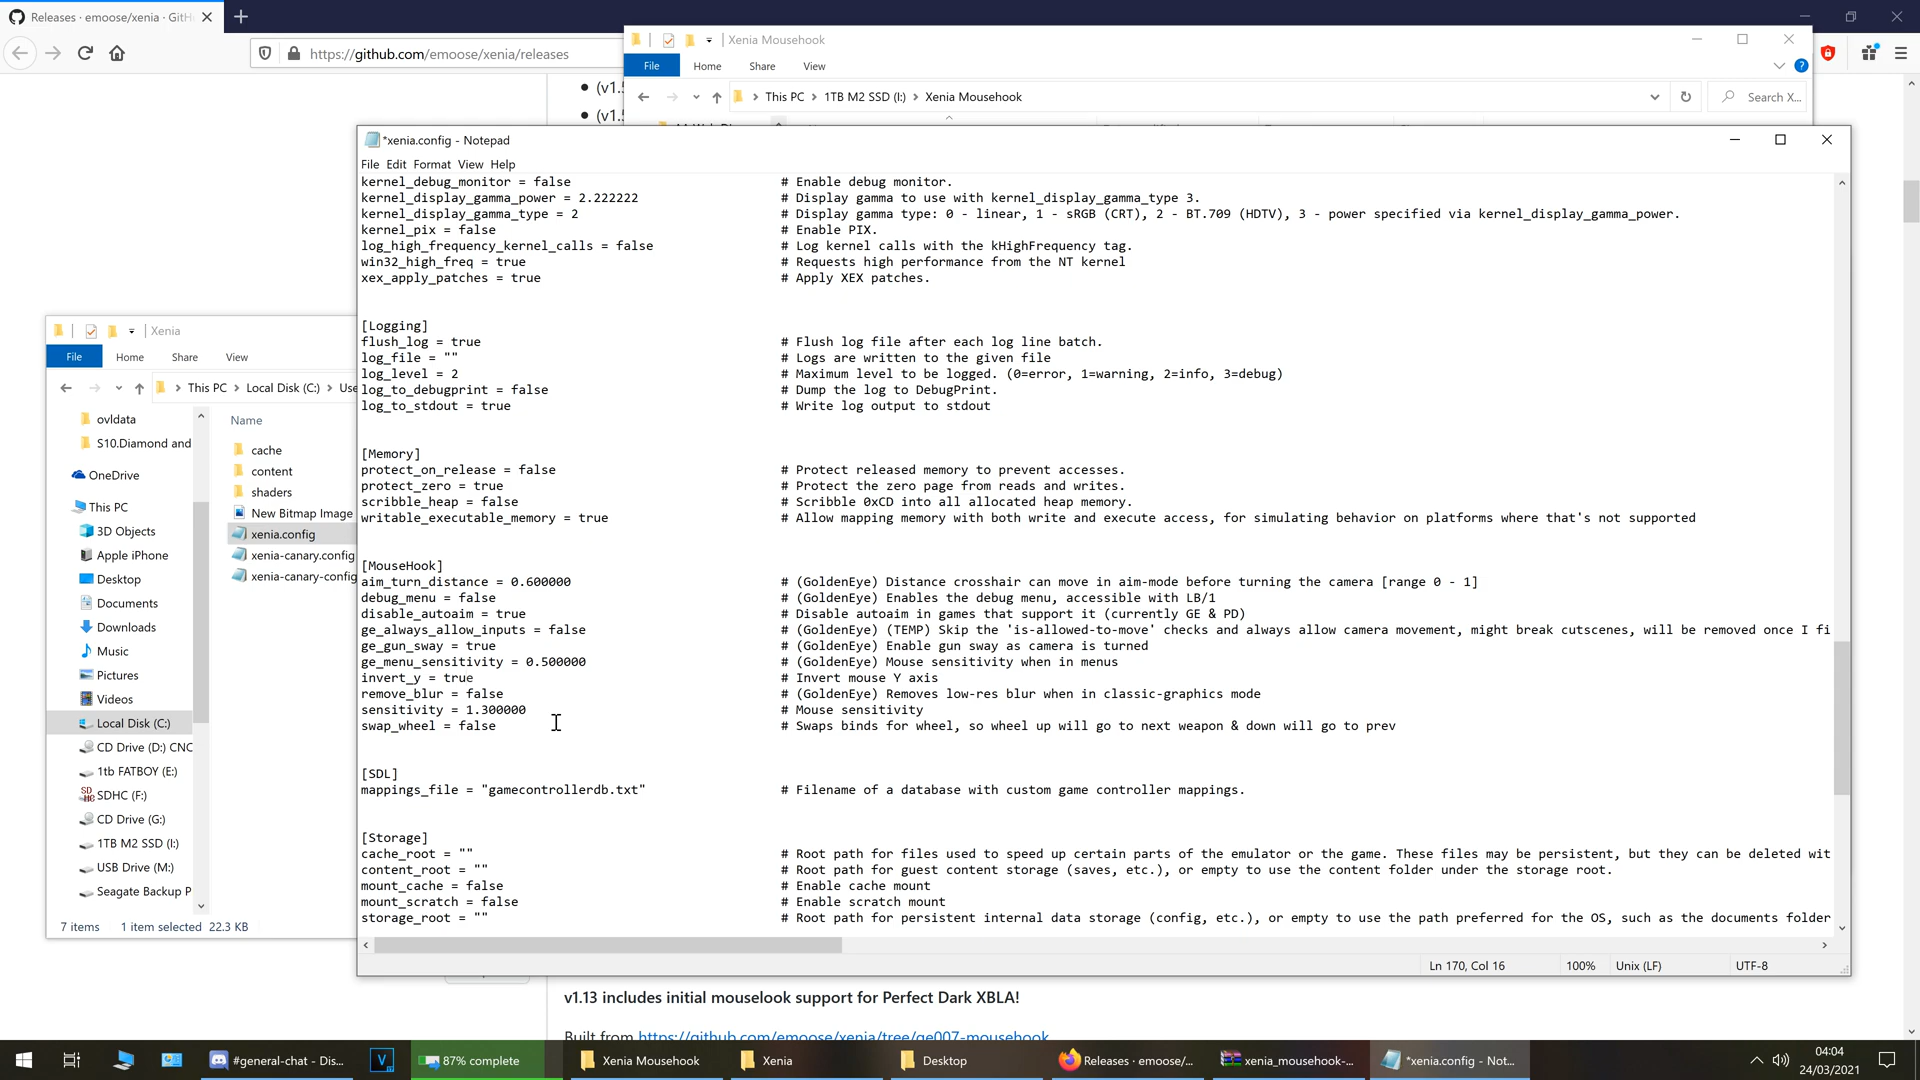 Releases · emoose/xenia · GitH
https://github.com/emoose/xenia/releases
Xenia Mousehook
File Home Share View
This PC > 1TB M2 SSD (I:) > Xenia Mousehook
Search X...
(v1.5
(v1.5
*xenia.config - Notepad
File Edit Format View Help
kernel_debug_monitor = false # Enable debug monitor.
kernel_display_gamma_power = 2.222222 # Display gamma to use with kernel_display_gamma_type 3.
kernel_display_gamma_type = 2 # Display gamma type: 0 - linear, 1 - sRGB (CRT), 2 - BT.709 (HDTV), 3 - power specified via kernel_display_gamma_power.
kernel_pix = false # Enable PIX.
log_high_frequency_kernel_calls = false # Log kernel calls with the kHighFrequency tag.
win32_high_freq = true # Requests high performance from the NT kernel
xex_apply_patches = true # Apply XEX patches.
[Logging]
flush_log = true # Flush log file after each log line batch.
log_file = "" # Logs are written to the given file
log_level = 2 # Maximum level to be logged. (0=error, 1=warning, 2=info, 3=debug)
log_to_debugprint = false # Dump the log to DebugPrint.
log_to_stdout = true # Write log output to stdout
[Memory]
protect_on_release = false # Protect released memory to prevent accesses.
protect_zero = true # Protect the zero page from reads and writes.
scribble_heap = false # Scribble 0xCD into all allocated heap memory.
writable_executable_memory = true # Allow mapping memory with both write and execute access, for simulating behavior on platforms where that's not supported
[MouseHook]
aim_turn_distance = 0.600000 # (GoldenEye) Distance crosshair can move in aim-mode before turning the camera [range 0 - 1]
debug_menu = false # (GoldenEye) Enables the debug menu, accessible with LB/1
disable_autoaim = true # Disable autoaim in games that support it (currently GE & PD)
ge_always_allow_inputs = false # (GoldenEye) (TEMP) Skip the 'is-allowed-to-move' checks and always allow camera movement, might break cutscenes, will be removed once I fi
ge_gun_sway = true # (GoldenEye) Enable gun sway as camera is turned
ge_menu_sensitivity = 0.500000 # (GoldenEye) Mouse sensitivity when in menus
invert_y = true # Invert mouse Y axis
remove_blur = false # (GoldenEye) Removes low-res blur when in classic-graphics mode
sensitivity = 1.300000 # Mouse sensitivity
swap_wheel = false # Swaps binds for wheel, so wheel up will go to next weapon & down will go to prev
[SDL]
mappings_file = "gamecontrollerdb.txt" # Filename of a database with custom game controller mappings.
[Storage]
cache_root = "" # Root path for files used to speed up certain parts of the emulator or the game. These files may be persistent, but they can be deleted wit
content_root = "" # Root path for guest content storage (saves, etc.), or empty to use the content folder under the storage root.
mount_cache = false # Enable cache mount
mount_scratch = false # Enable scratch mount
storage_root = "" # Root path for persistent internal data storage (config, etc.), or empty to use the path preferred for the OS, such as the documents folder
Ln 170, Col 16 100% Unix (LF) UTF-8
Xenia
File Home Share View
This PC > Local Disk (C:) > Use
ovldata
S10.Diamond and
OneDrive
This PC
3D Objects
Apple iPhone
Desktop
Documents
Downloads
Music
Pictures
Videos
Local Disk (C:)
CD Drive (D:) CNC
1tb FATBOY (E:)
SDHC (F:)
CD Drive (G:)
1TB M2 SSD (I:)
USB Drive (M:)
Seagate Backup P
Name
cache
content
shaders
New Bitmap Image
xenia.config
xenia-canary.config
xenia-canary-config
7 items 1 item selected 22.3 KB
v1.13 includes initial mouselook support for Perfect Dark XBLA!
Built from https://github.com/emoose/xenia/tree/ge007-mousehook
#general-chat - Dis...
87% complete
Xenia Mousehook
Xenia
Desktop
Releases · emoose/...
xenia_mousehook-...
*xenia.config - Not...
04:04
24/03/2021